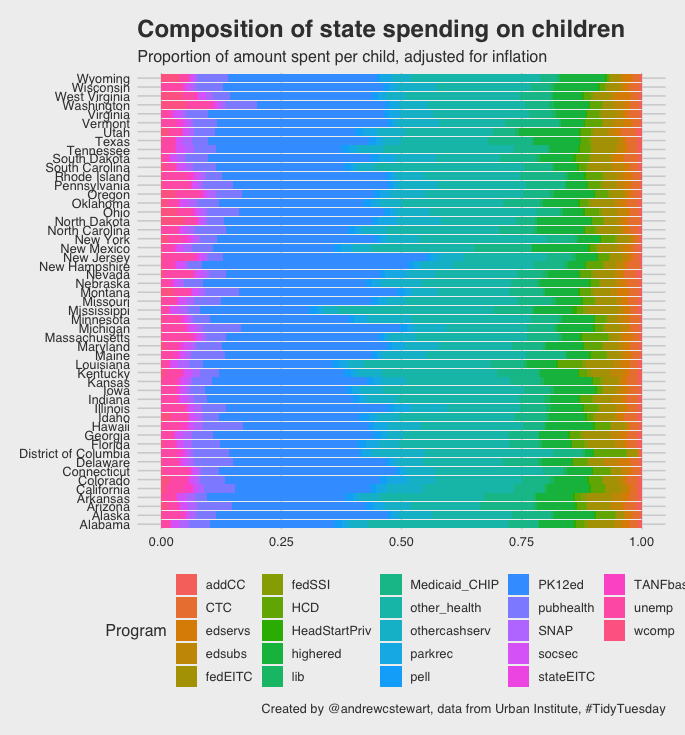 Composition of state spending on children
Proportion of amount spent per child, adjusted for inflation
Wyoming
Wisconsin
West Virginia
Washington
Virginia
Vermont
Utah
Texas
Tennessee
South Dakota
South Carolina
Rhode Island
Pennsylvania
Oregon
Oklahoma
Ohio
North Dakota
North Carolina
New York
New Mexico
New Jersey
New Hampshire
Nevada
Nebraska
Montana
Missouri
Mississippi
Minnesota
Michigan
Massachusetts
Maryland
Maine
Louisiana
Kentucky
Kansas
Iowa
Indiana
Illinois
Idaho
Hawaii
Georgia
Florida
District of Columbia
Delaware
Connecticut
Colorado
California
Arkansas
Arizona
Alaska
Alabama
0.00 0.25 0.50 0.75 1.00
Program
addCC
CTC
edservs
edsubs
fedEITC
fedSSI
HCD
HeadStartPriv
highered
lib
Medicaid_CHIP
other_health
othercashserv
parkrec
pell
PK12ed
pubhealth
SNAP
socsec
stateEITC
TANFbas
unemp
wcomp
Created by @andrewcstewart, data from Urban Institute, #TidyTuesday